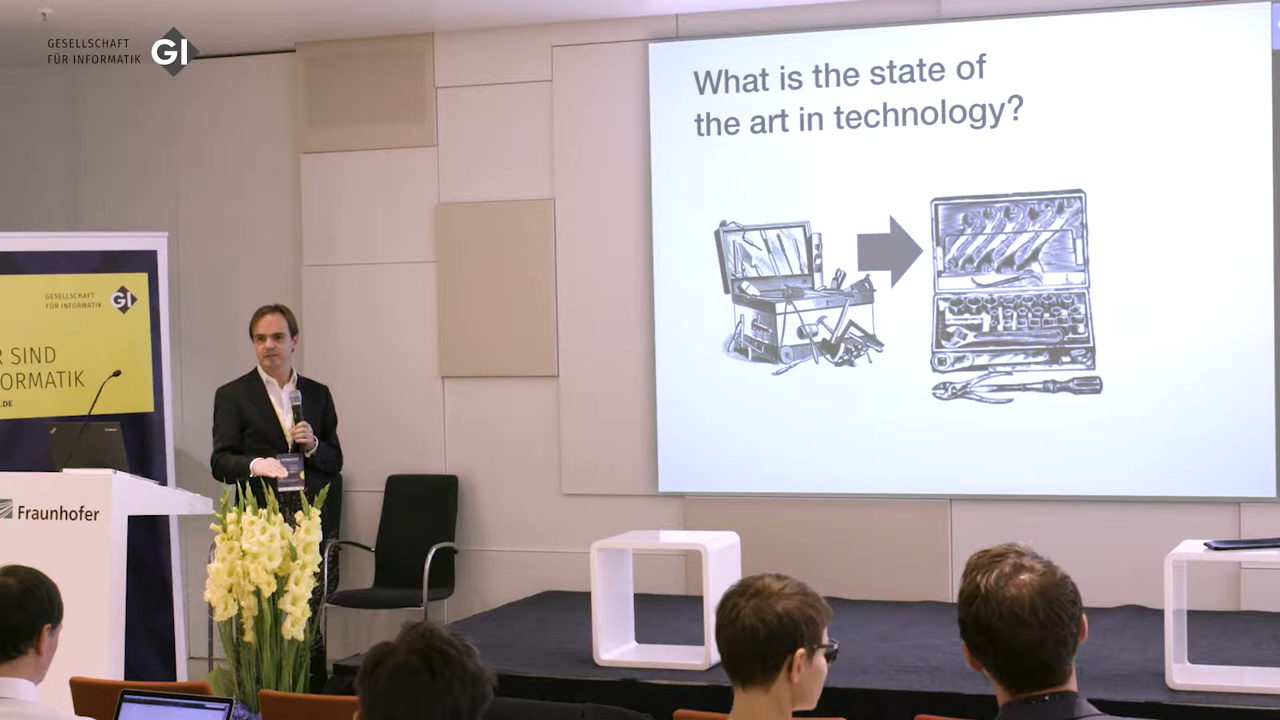 GESELLSCHAFT
FÜR INFORMATIK GI
What is the state of
the art in technology?
GESELLSCHAFT
FÜR INFORMATIK GI
R SIND
FORMATIK
.DE
Fraunhofer